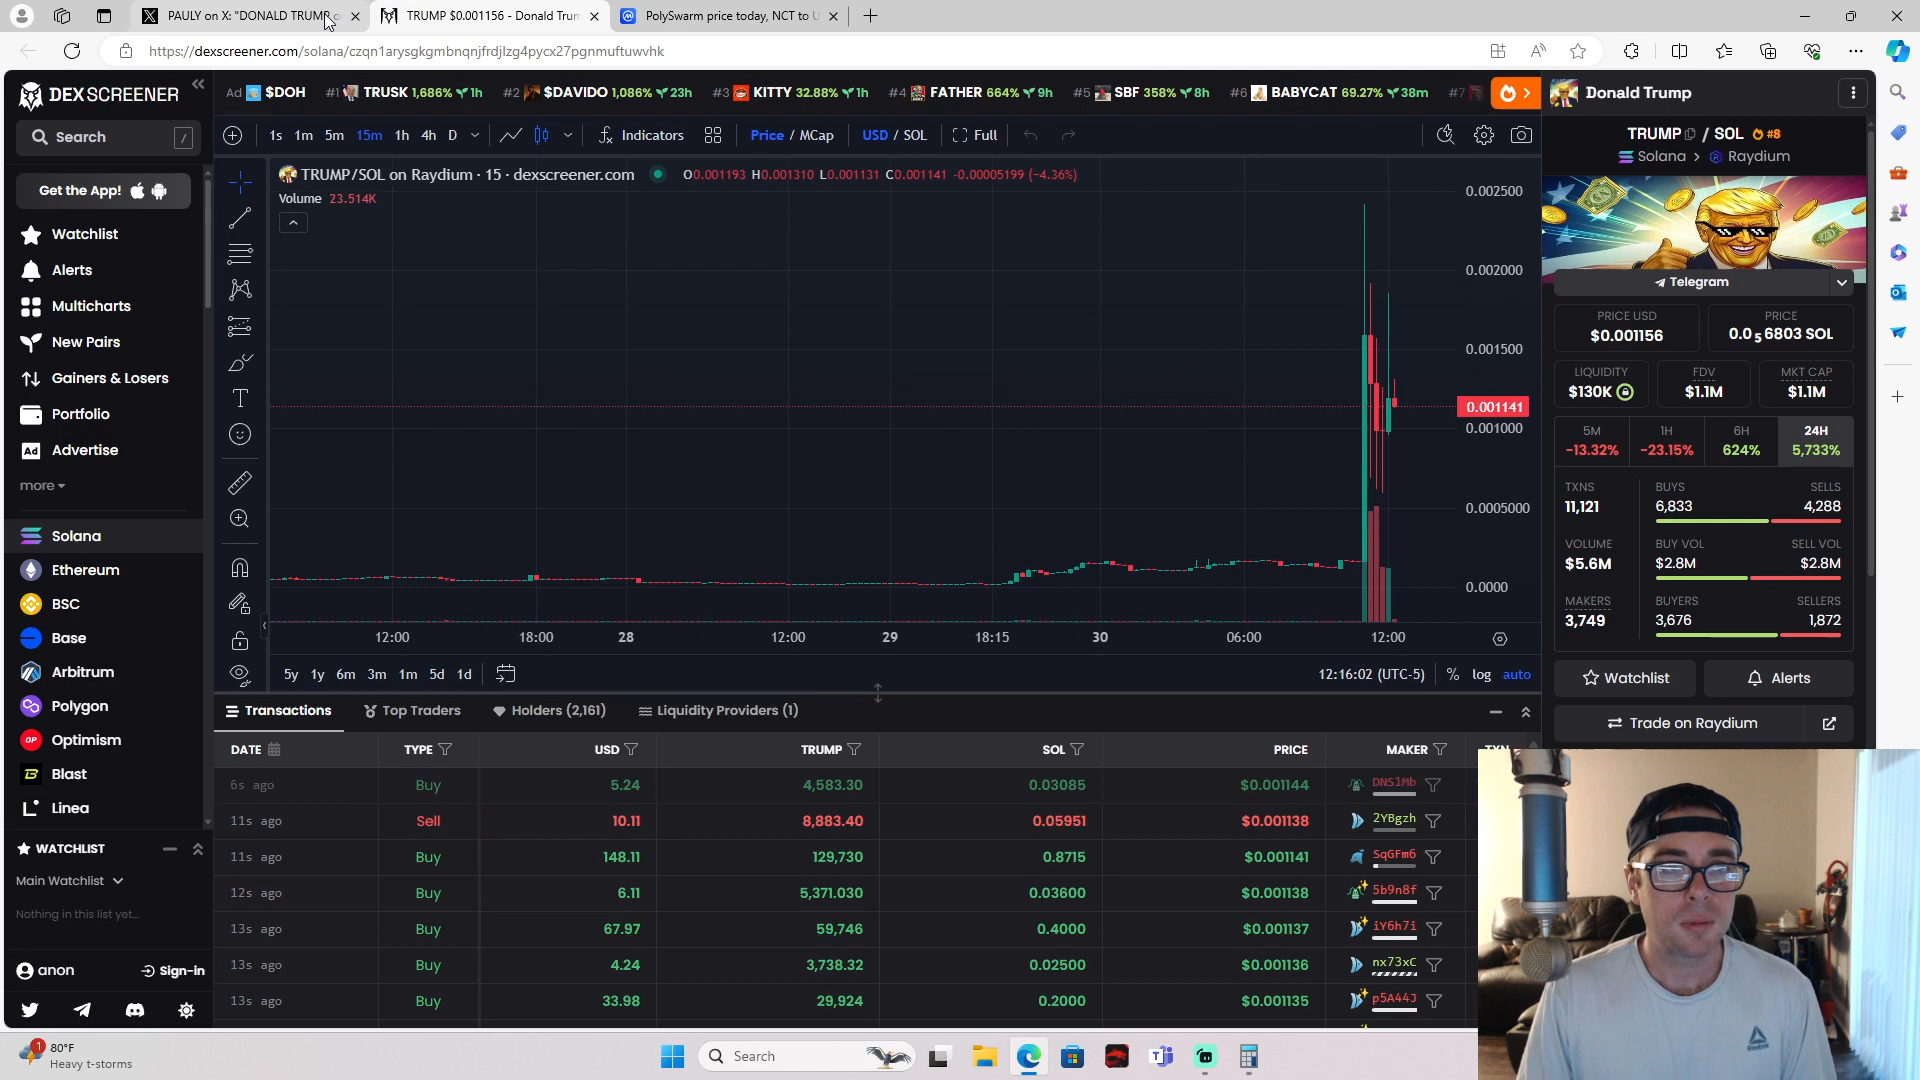 PAULY on X: "DONALD TRUMP o
TRUMP $0.001156 - Donald Trum
PolySwarm price today, NCT to U
https://dexscreener.com/solana/czqn1arysgkgmbnqnjfrdjlzg4pycx27pgnmuftuwvhk
DEX SCREENER
Ad $DOH #1 TRUSK 1,686% 1h #2 $DAVIDO 1,086% 23h #3 KITTY 32.88% 1h #4 FATHER 664% 9h #5 SBF 358% 8h #6 BABYCAT 69.27% 38m #7
Donald Trump
Search /
1s 1m 5m 15m 1h 4h D Indicators Price / MCap USD / SOL Full
TRUMP / SOL #8
Solana > Raydium
TRUMP/SOL on Raydium · 15 · dexscreener.com O0.001193 H0.001310 L0.001131 C0.001141 -0.00005199 (-4.36%)
Volume 23.514K
Get the App!
Watchlist
Alerts
Multicharts
New Pairs
Gainers & Losers
Portfolio
Ad Advertise
more
Solana
Ethereum
BSC
Base
Arbitrum
Polygon
OP Optimism
Blast
Linea
WATCHLIST
Main Watchlist
Nothing in this list yet...
anon Sign-in
0.002500
0.002000
0.001500
0.001141
0.001000
0.0005000
0.0000
12:00 18:00 28 12:00 29 18:15 30 06:00 12:00
5y 1y 6m 3m 1m 5d 1d
12:16:02 (UTC-5) % log auto
Telegram
PRICE USD
$0.001156
PRICE
0.0₅6803 SOL
LIQUIDITY
$130K
FDV
$1.1M
MKT CAP
$1.1M
5M
-13.32%
1H
-23.15%
6H
624%
24H
5,733%
TXNS
11,121
BUYS
6,833
SELLS
4,288
VOLUME
$5.6M
BUY VOL
$2.8M
SELL VOL
$2.8M
MAKERS
3,749
BUYERS
3,676
SELLERS
1,872
Watchlist
Alerts
Trade on Raydium
Transactions Top Traders Holders (2,161) Liquidity Providers (1)
DATE TYPE USD TRUMP SOL PRICE MAKER TXN
6s ago Buy 5.24 4,583.30 0.03085 $0.001144 DNS1Mb
11s ago Sell 10.11 8,883.40 0.05951 $0.001138 2YBgzh
11s ago Buy 148.11 129,730 0.8715 $0.001141 SqGFm6
12s ago Buy 6.11 5,371.030 0.03600 $0.001138 5b9n8f
13s ago Buy 67.97 59,746 0.4000 $0.001137 iY6h7i
13s ago Buy 4.24 3,738.32 0.02500 $0.001136 nx73xC
13s ago Buy 33.98 29,924 0.2000 $0.001135 p5A44J
1
80°F
Heavy t-storms
Search
Reebok